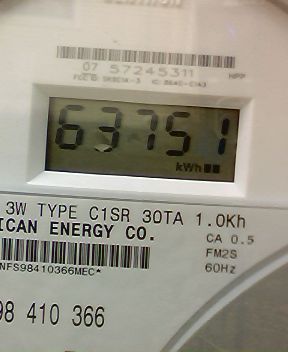 07 57245311
HPP
63751
kWh
3W TYPE C1SR 30TA 1.0Kh
ICAN ENERGY CO.
CA 0.5
FM2S
60Hz
NFS98410366MEC*
98 410 366